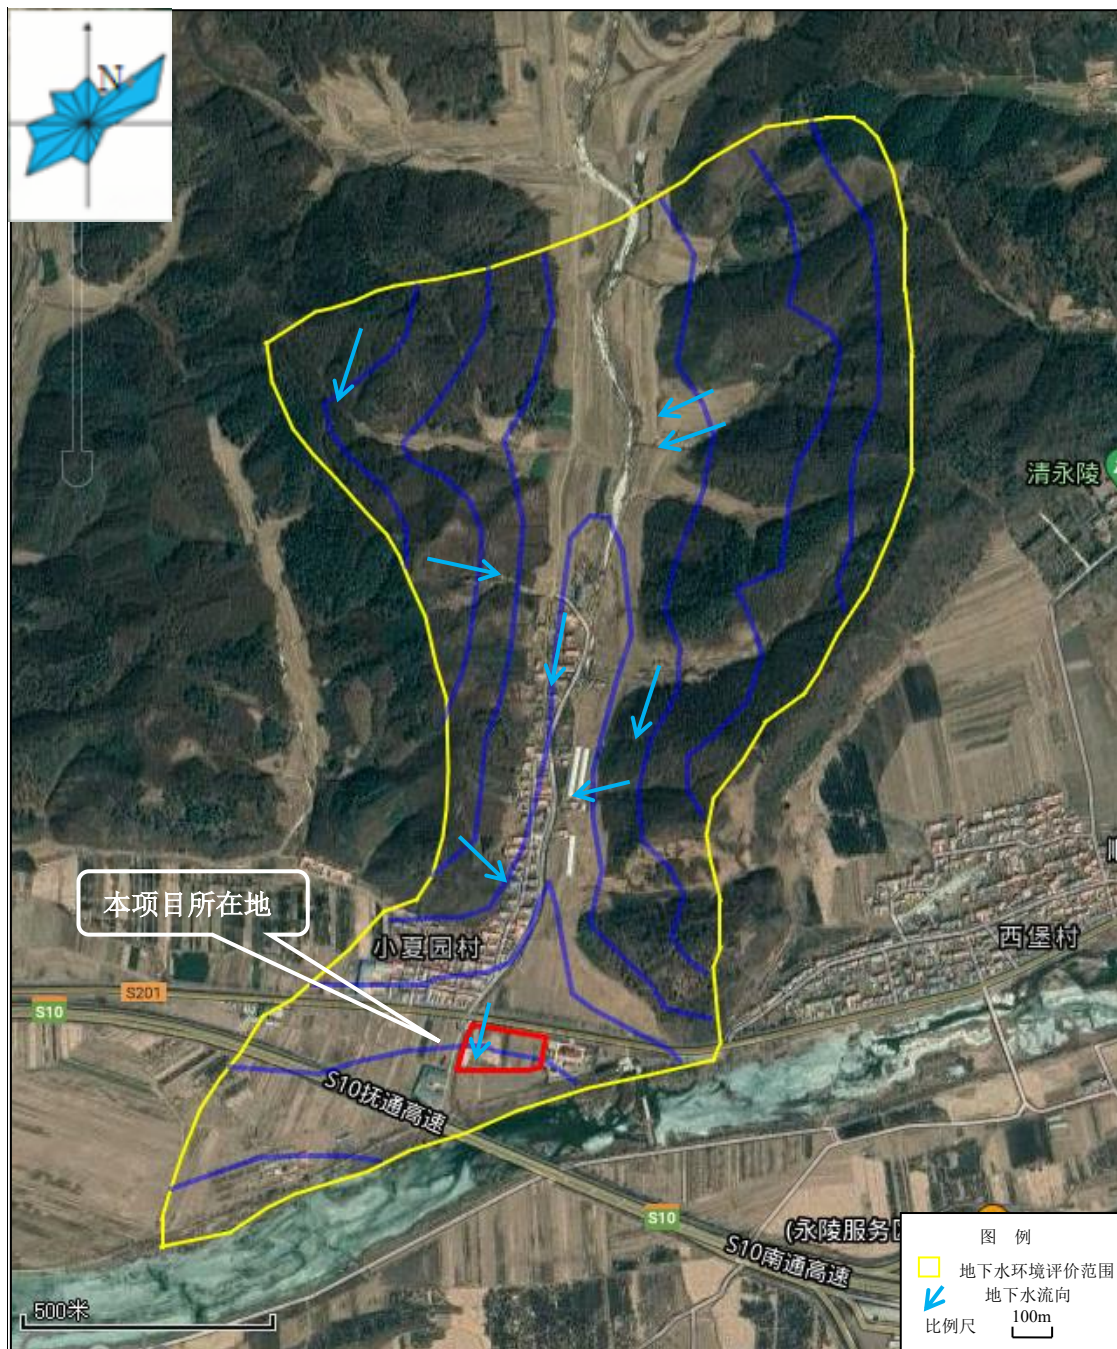 N
清永陵
本项目所在地
小夏园村
西堡村
S201
S10
S10抚通高速
S10
(永陵服务区
S10南通高速
500米
图 例
地下水环境评价范围
地下水流向
比例尺 100m